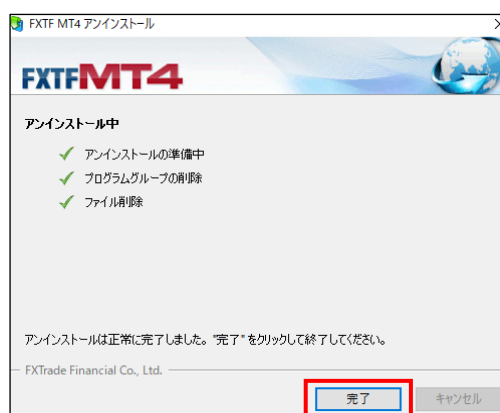 FXTF MT4 アンインストール
FXTFMT4
アンインストール中
アンインストールの準備中
プログラムグループの削除
ファイル削除
アンインストールは正常に完了しました。"完了"をクリックして終了してください。
FXTrade Financial Co., Ltd.
完了 キャンセル